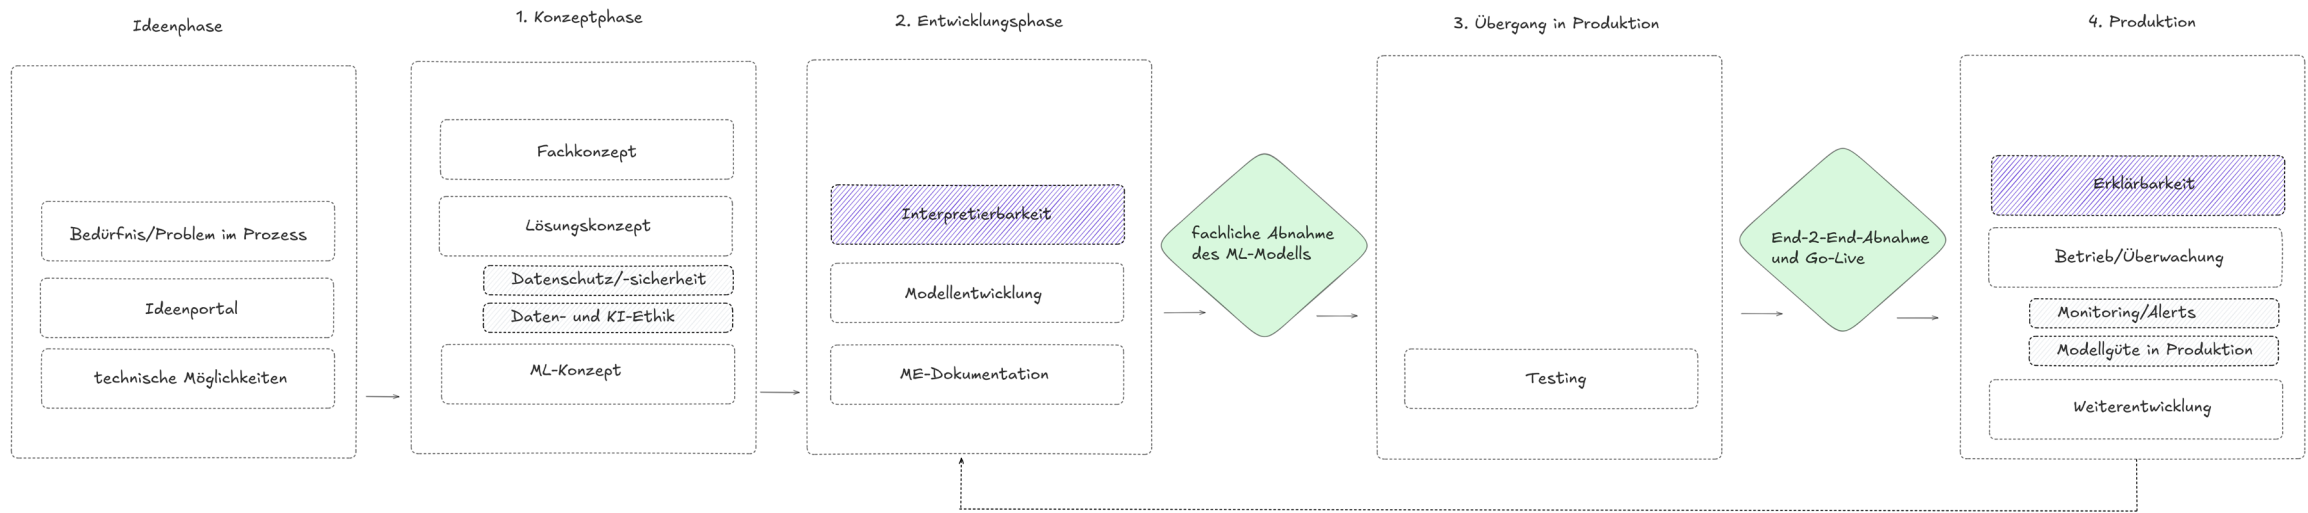 Ideenphase
Bedürfnis/Problem im Prozess
Ideenportal
technische Möglichkeiten
1. Konzeptphase
Fachkonzept
Lösungskonzept
Datenschutz/-sicherheit
Daten- und KI-Ethik
ML-Konzept
2. Entwicklungsphase
Interpretierbarkeit
Modellentwicklung
ME-Dokumentation
fachliche Abnahme
des ML-Modells
3. Übergang in Produktion
Testing
End-2-End-Abnahme
und Go-Live
4. Produktion
Erklärbarkeit
Betrieb/Überwachung
Monitoring/Alerts
Modellgüte in Produktion
Weiterentwicklung